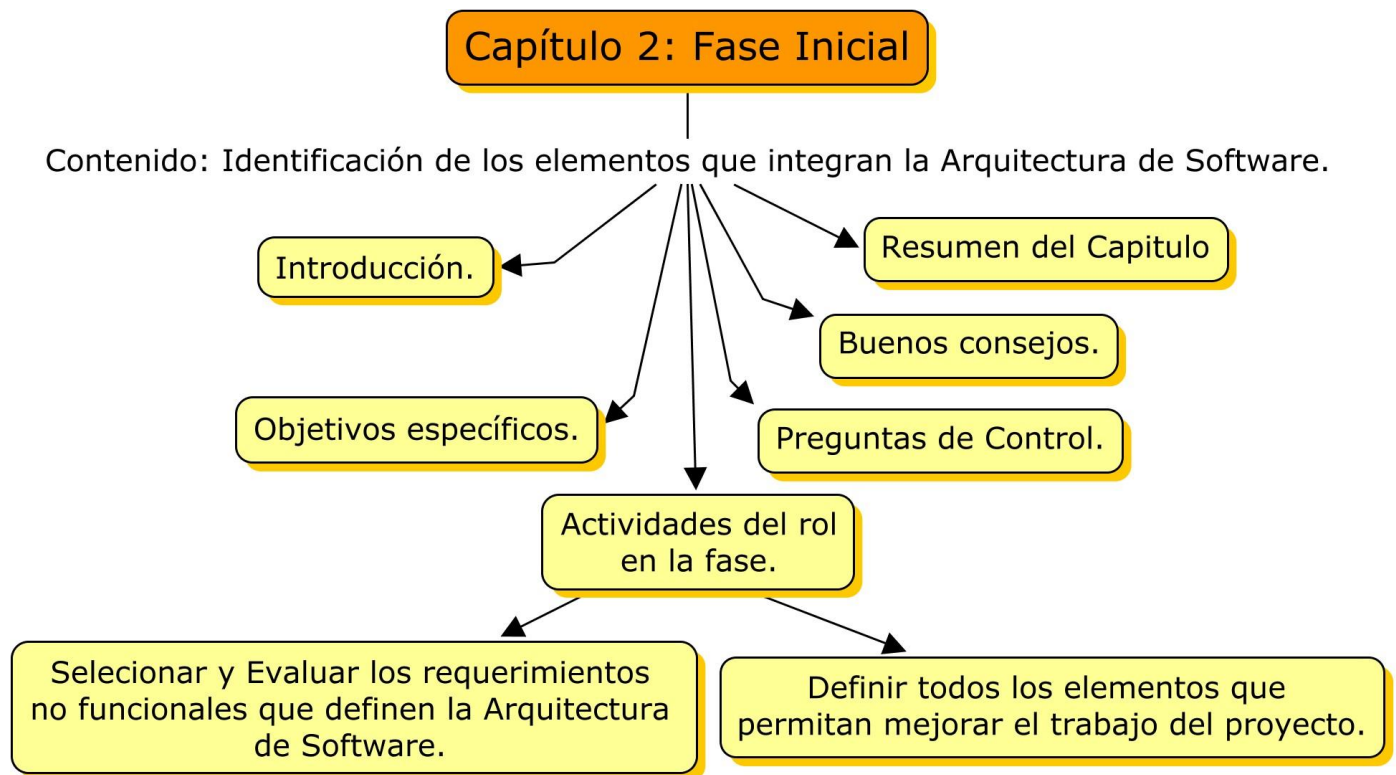 Capítulo 2: Fase Inicial
Contenido: Identificación de los elementos que integran la Arquitectura de Software.
Introducción.
Resumen del Capitulo
Buenos consejos.
Objetivos específicos.
Preguntas de Control.
Actividades del rol
en la fase.
Selecionar y Evaluar los requerimientos
no funcionales que definen la Arquitectura
de Software.
Definir todos los elementos que
permitan mejorar el trabajo del proyecto.